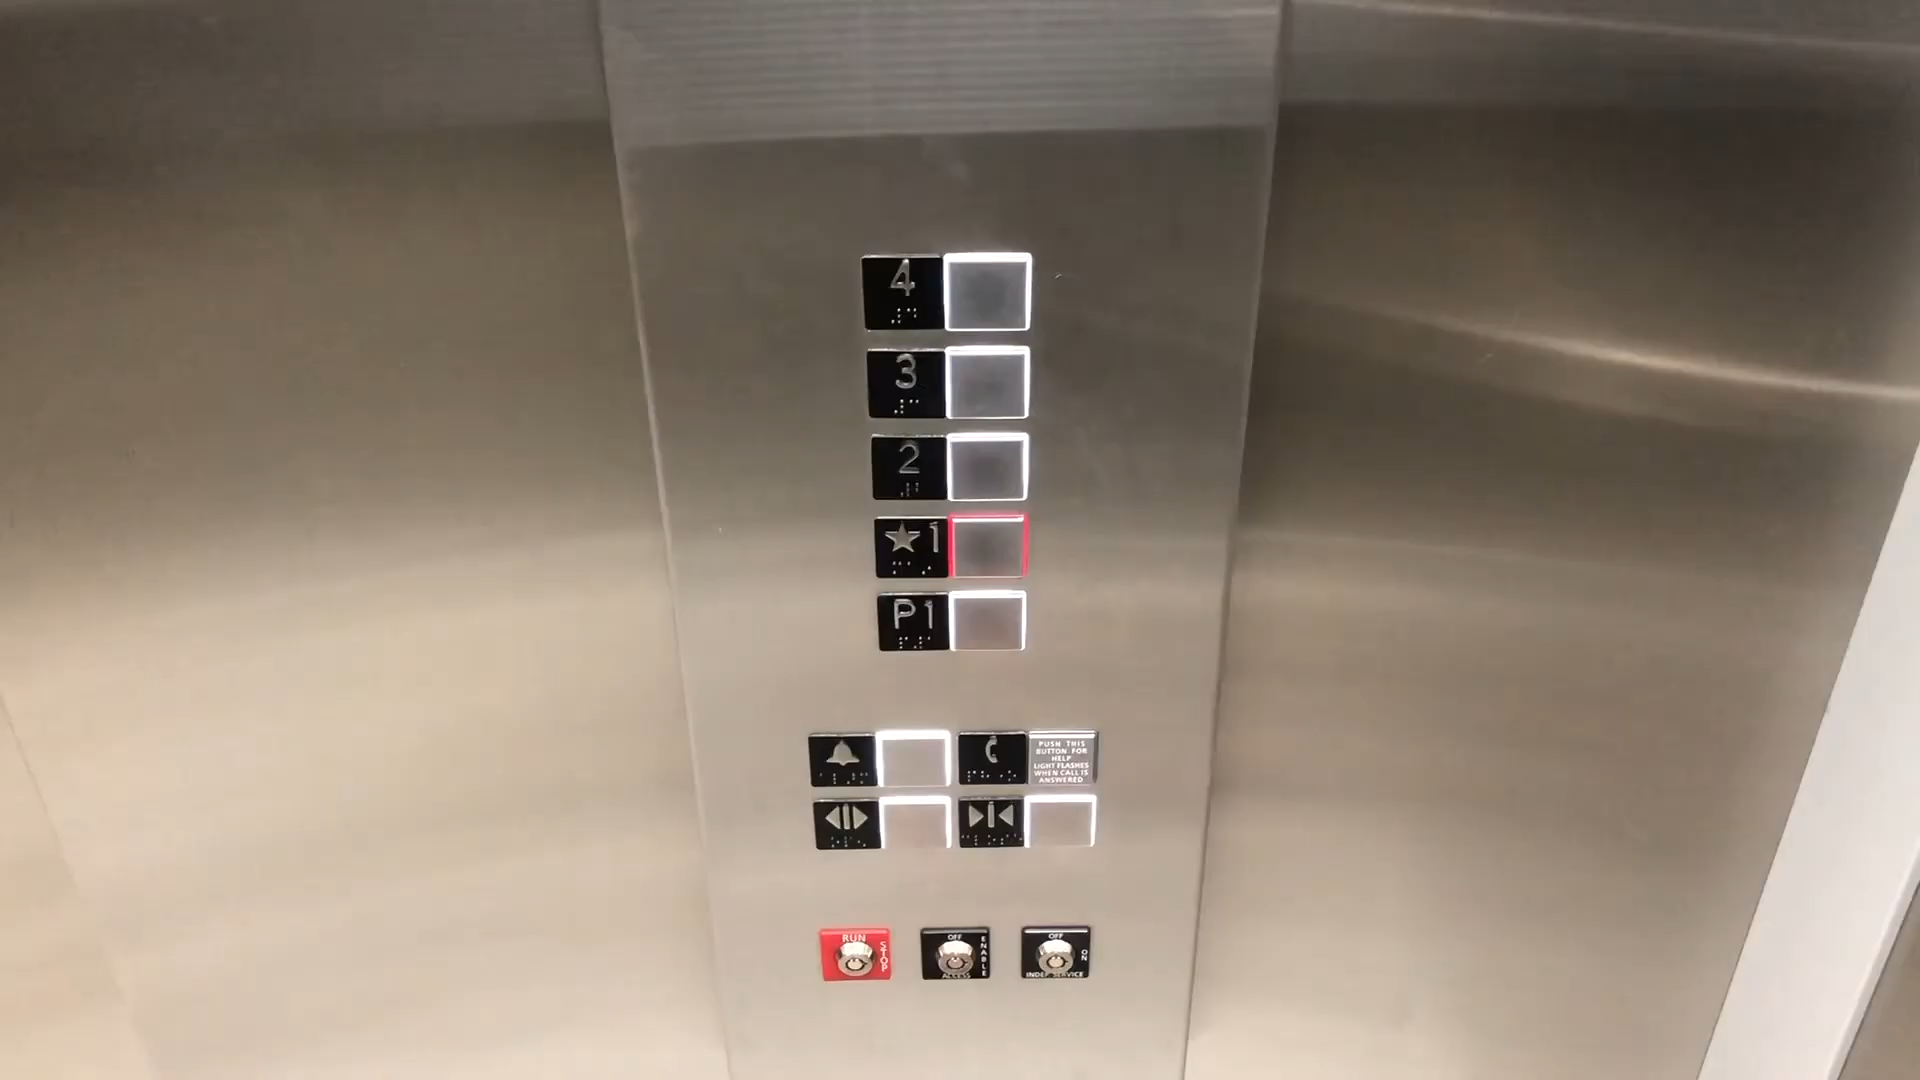 4
3
2
★1
P1
PUSH THIS
BUTTON FOR
HELP
LIGHT FLASHES
WHEN CALL IS
ANSWERED
RUN
STOP
OFF
ENABLE
ACCESS
OFF
ON
INDEP SERVICE